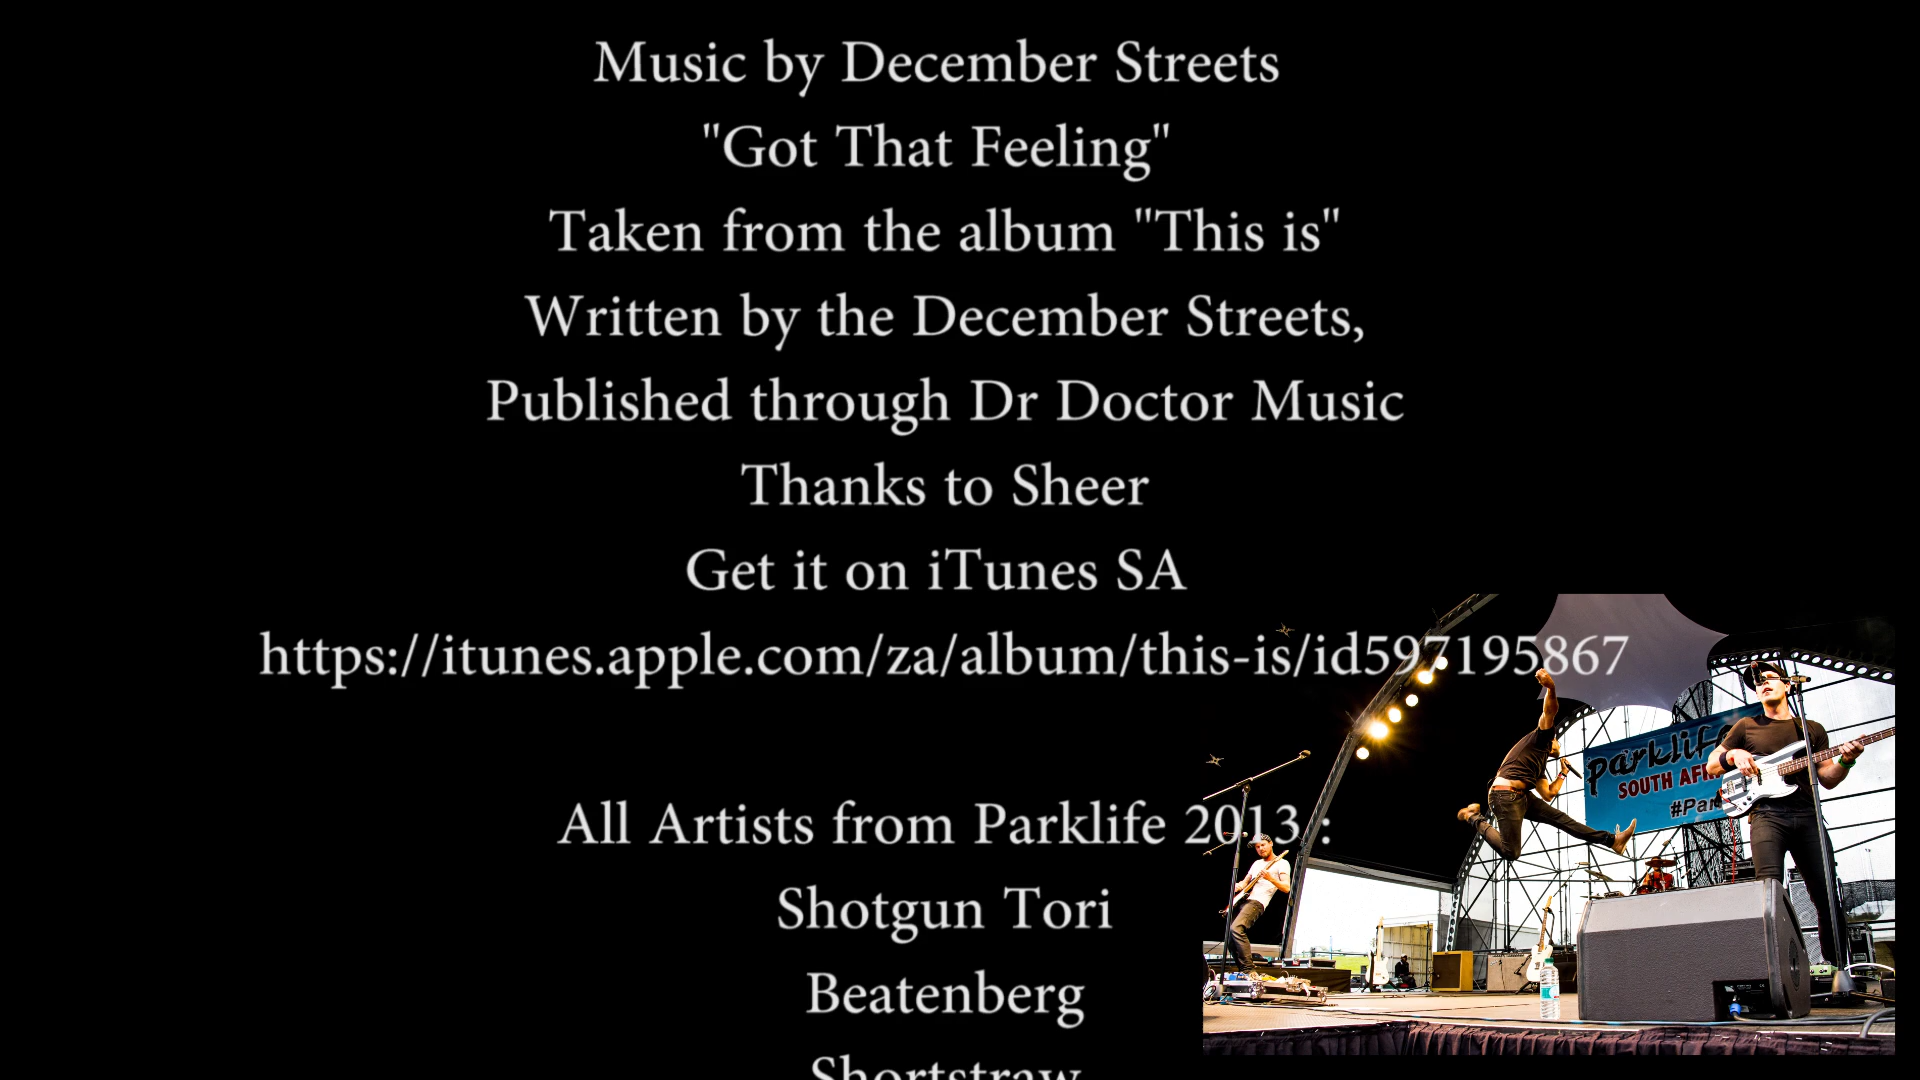 Music by December Streets
"Got That Feeling"
Taken from the album "This is"
Written by the December Streets,
Published through Dr Doctor Music
Thanks to Sheer
Get it on iTunes SA
https://itunes.apple.com/za/album/this-is/id597195867
parklife
SOUTH AFR
#Par
All Artists from Parklife 2013 :
Shotgun Tori
Beatenberg
Shortstraw